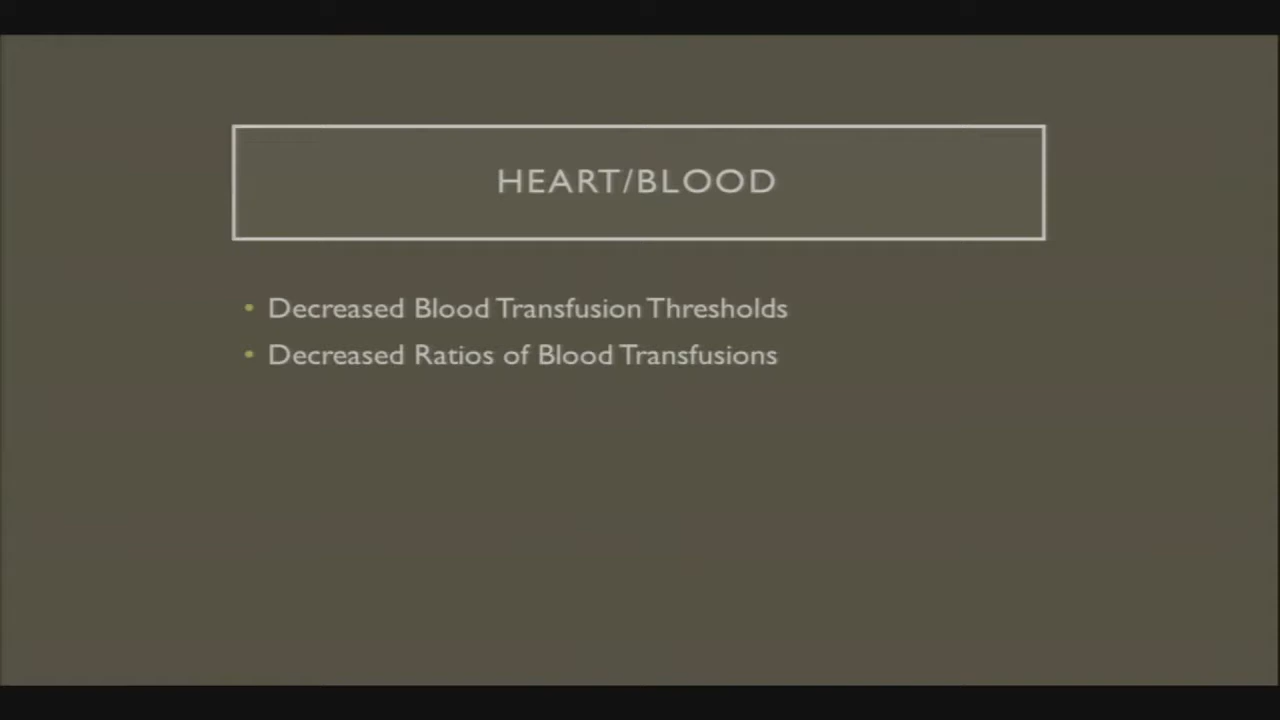 HEART/BLOOD
• Decreased Blood Transfusion Thresholds
• Decreased Ratios of Blood Transfusions